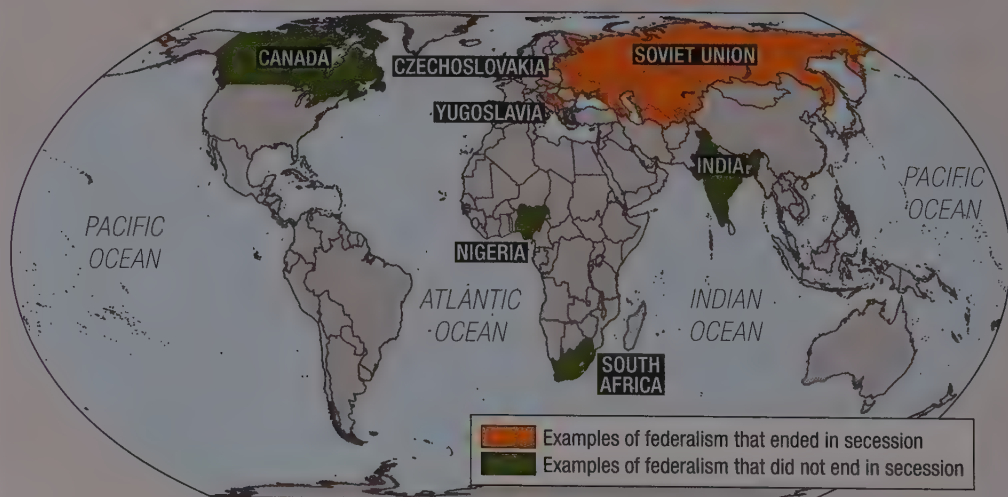 CANADA
CZECHOSLOVAKIA
SOVIET UNION
YUGOSLAVIA
INDIA
PACIFIC
OCEAN
PACIFIC
OCEAN
NIGERIA
ATLANTIC
OCEAN
INDIAN
OCEAN
SOUTH
AFRICA
Examples of federalism that ended in secession
Examples of federalism that did not end in secession